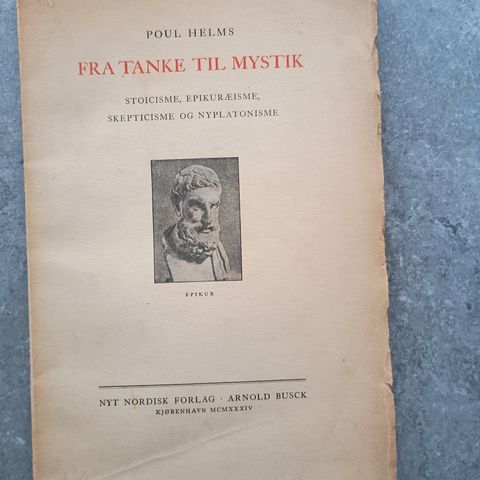 POUL HELMS
FRA TANKE TIL MYSTIK
STOICISME, EPIKURÆISME,
SKEPTICISME OG NYPLATONISME
EPIKUR
NYT NORDISK FORLAG · ARNOLD BUSCK
KJØBENHAVN MCMXXXIV